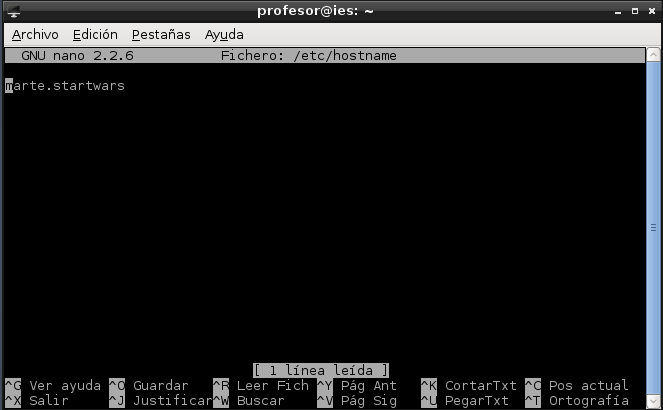 profesor@ies: ~
Archivo Edición Pestañas Ayuda
GNU nano 2.2.6 Fichero: /etc/hostname
marte.startwars
[ 1 línea leída ]
^G Ver ayuda ^O Guardar ^R Leer Fich ^Y Pág Ant ^K CortarTxt ^C Pos actual
^X Salir ^J Justificar ^W Buscar ^V Pág Sig ^U PegarTxt ^T Ortografía